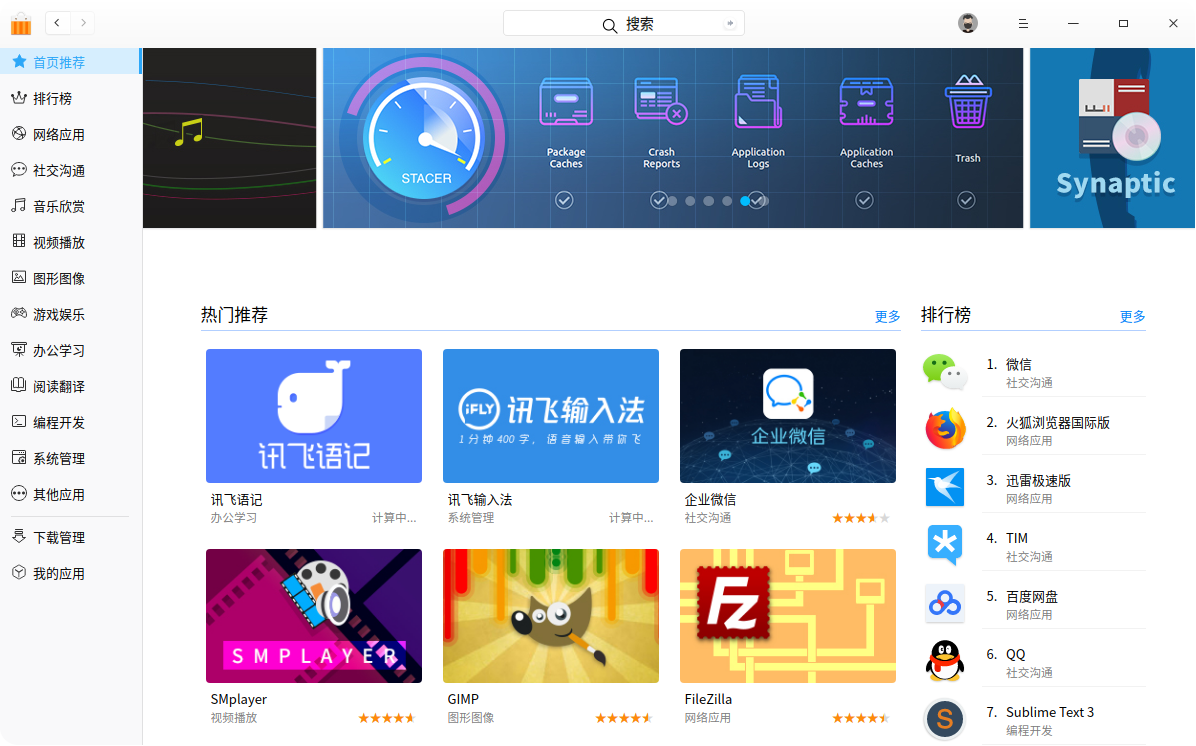 搜索
首页推荐
排行榜
网络应用
社交沟通
音乐欣赏
视频播放
图形图像
游戏娱乐
办公学习
阅读翻译
编程开发
系统管理
其他应用
下载管理
我的应用
STACER
Package Caches
Crash Reports
Application Logs
Application Caches
Trash
Synaptic
热门推荐
更多
讯飞语记
讯飞语记
办公学习
计算中...
iFLY 讯飞输入法
1分钟400字，语音输入带你飞
讯飞输入法
系统管理
计算中...
企业微信
企业微信
社交沟通
SMPLAYER
SMplayer
视频播放
GIMP
图形图像
Fz
FileZilla
网络应用
排行榜
更多
1. 微信
社交沟通
2. 火狐浏览器国际版
网络应用
3. 迅雷极速版
网络应用
4. TIM
社交沟通
5. 百度网盘
网络应用
6. QQ
社交沟通
S
7. Sublime Text 3
编程开发